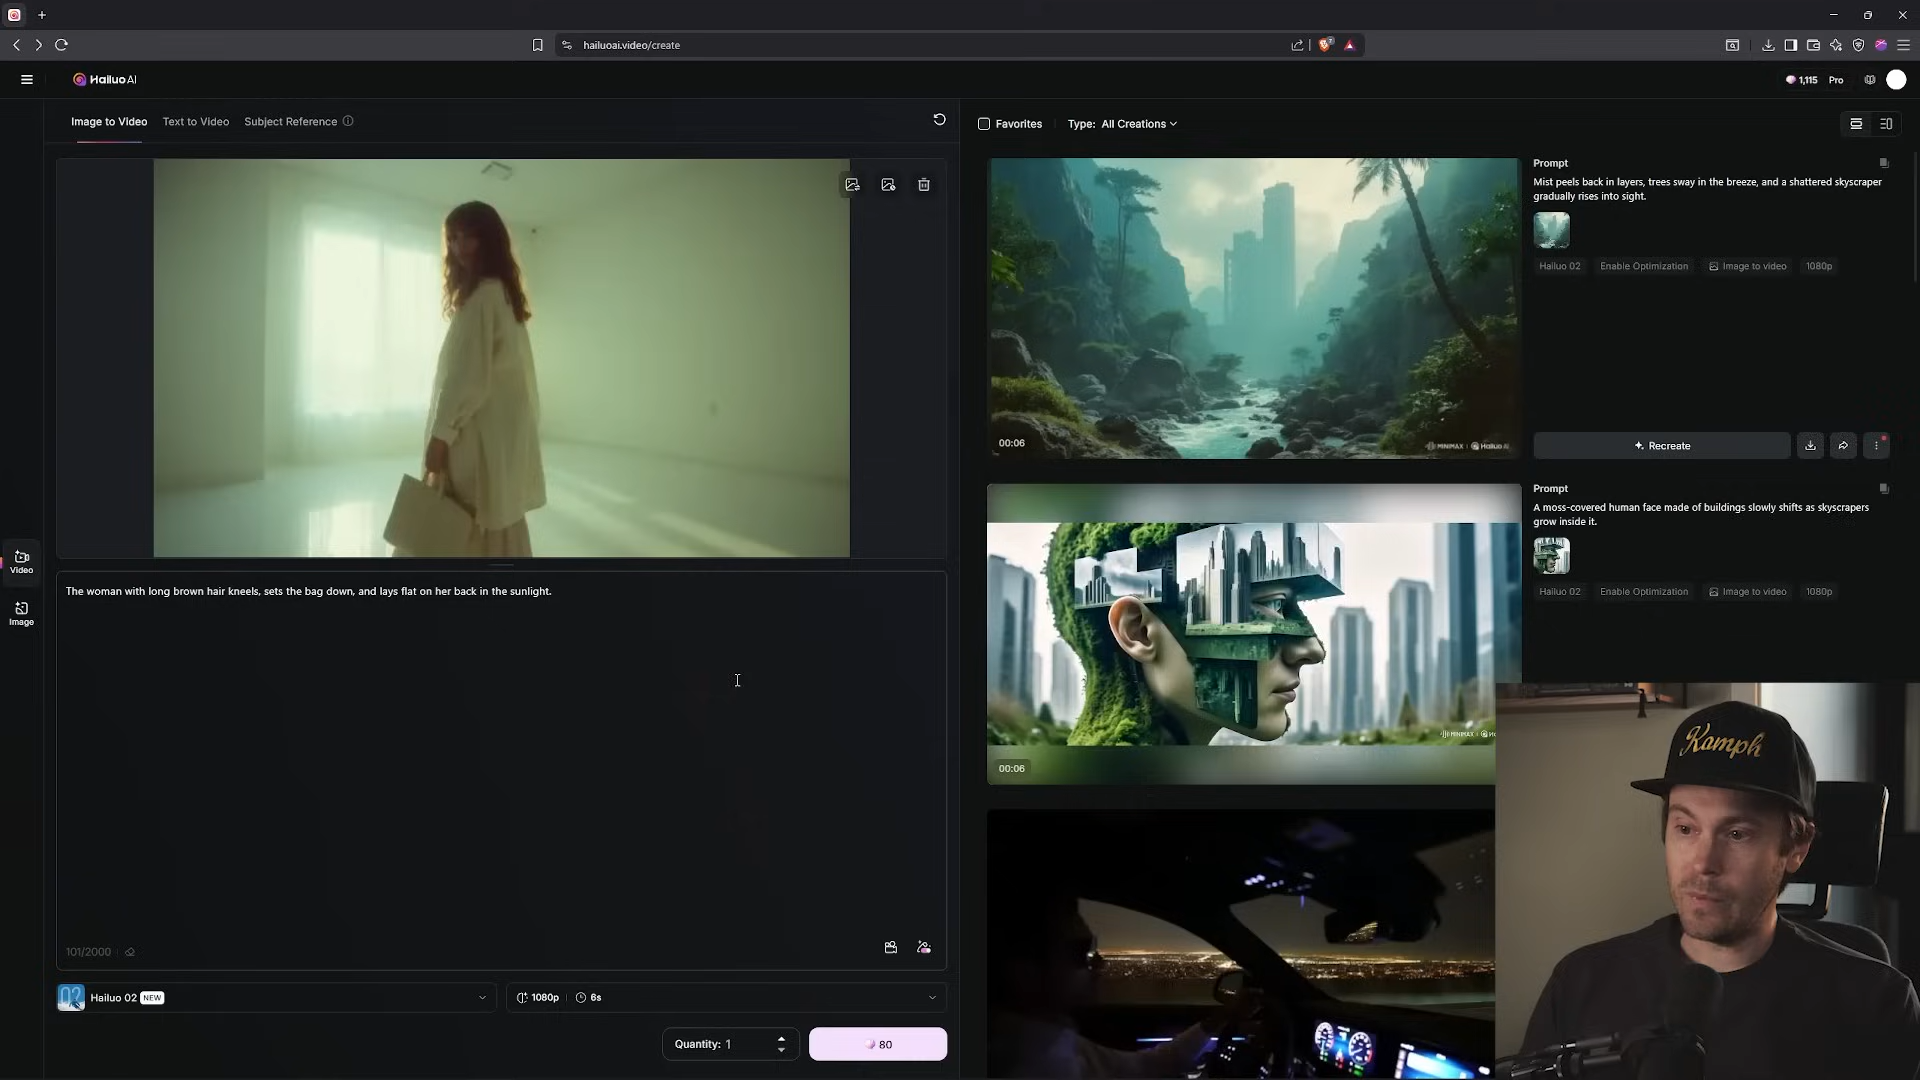 hailuoai.video/create
Hailuo AI
1,115 Pro
Image to Video Text to Video Subject Reference
Favorites Type: All Creations
Prompt
Mist peels back in layers, trees sway in the breeze, and a shattered skyscraper
gradually rises into sight.
Hailuo 02 Enable Optimization Image to video 1080p
00:06
MINIMAX | Hailuo AI
Recreate
Prompt
A moss-covered human face made of buildings slowly shifts as skyscrapers
grow inside it.
Hailuo 02 Enable Optimization Image to video 1080p
00:06
MINIMAX
Video
Image
The woman with long brown hair kneels, sets the bag down, and lays flat on her back in the sunlight.
101/2000
02 Hailuo 02 NEW
1080p 6s
Quantity: 1
80
Kamph